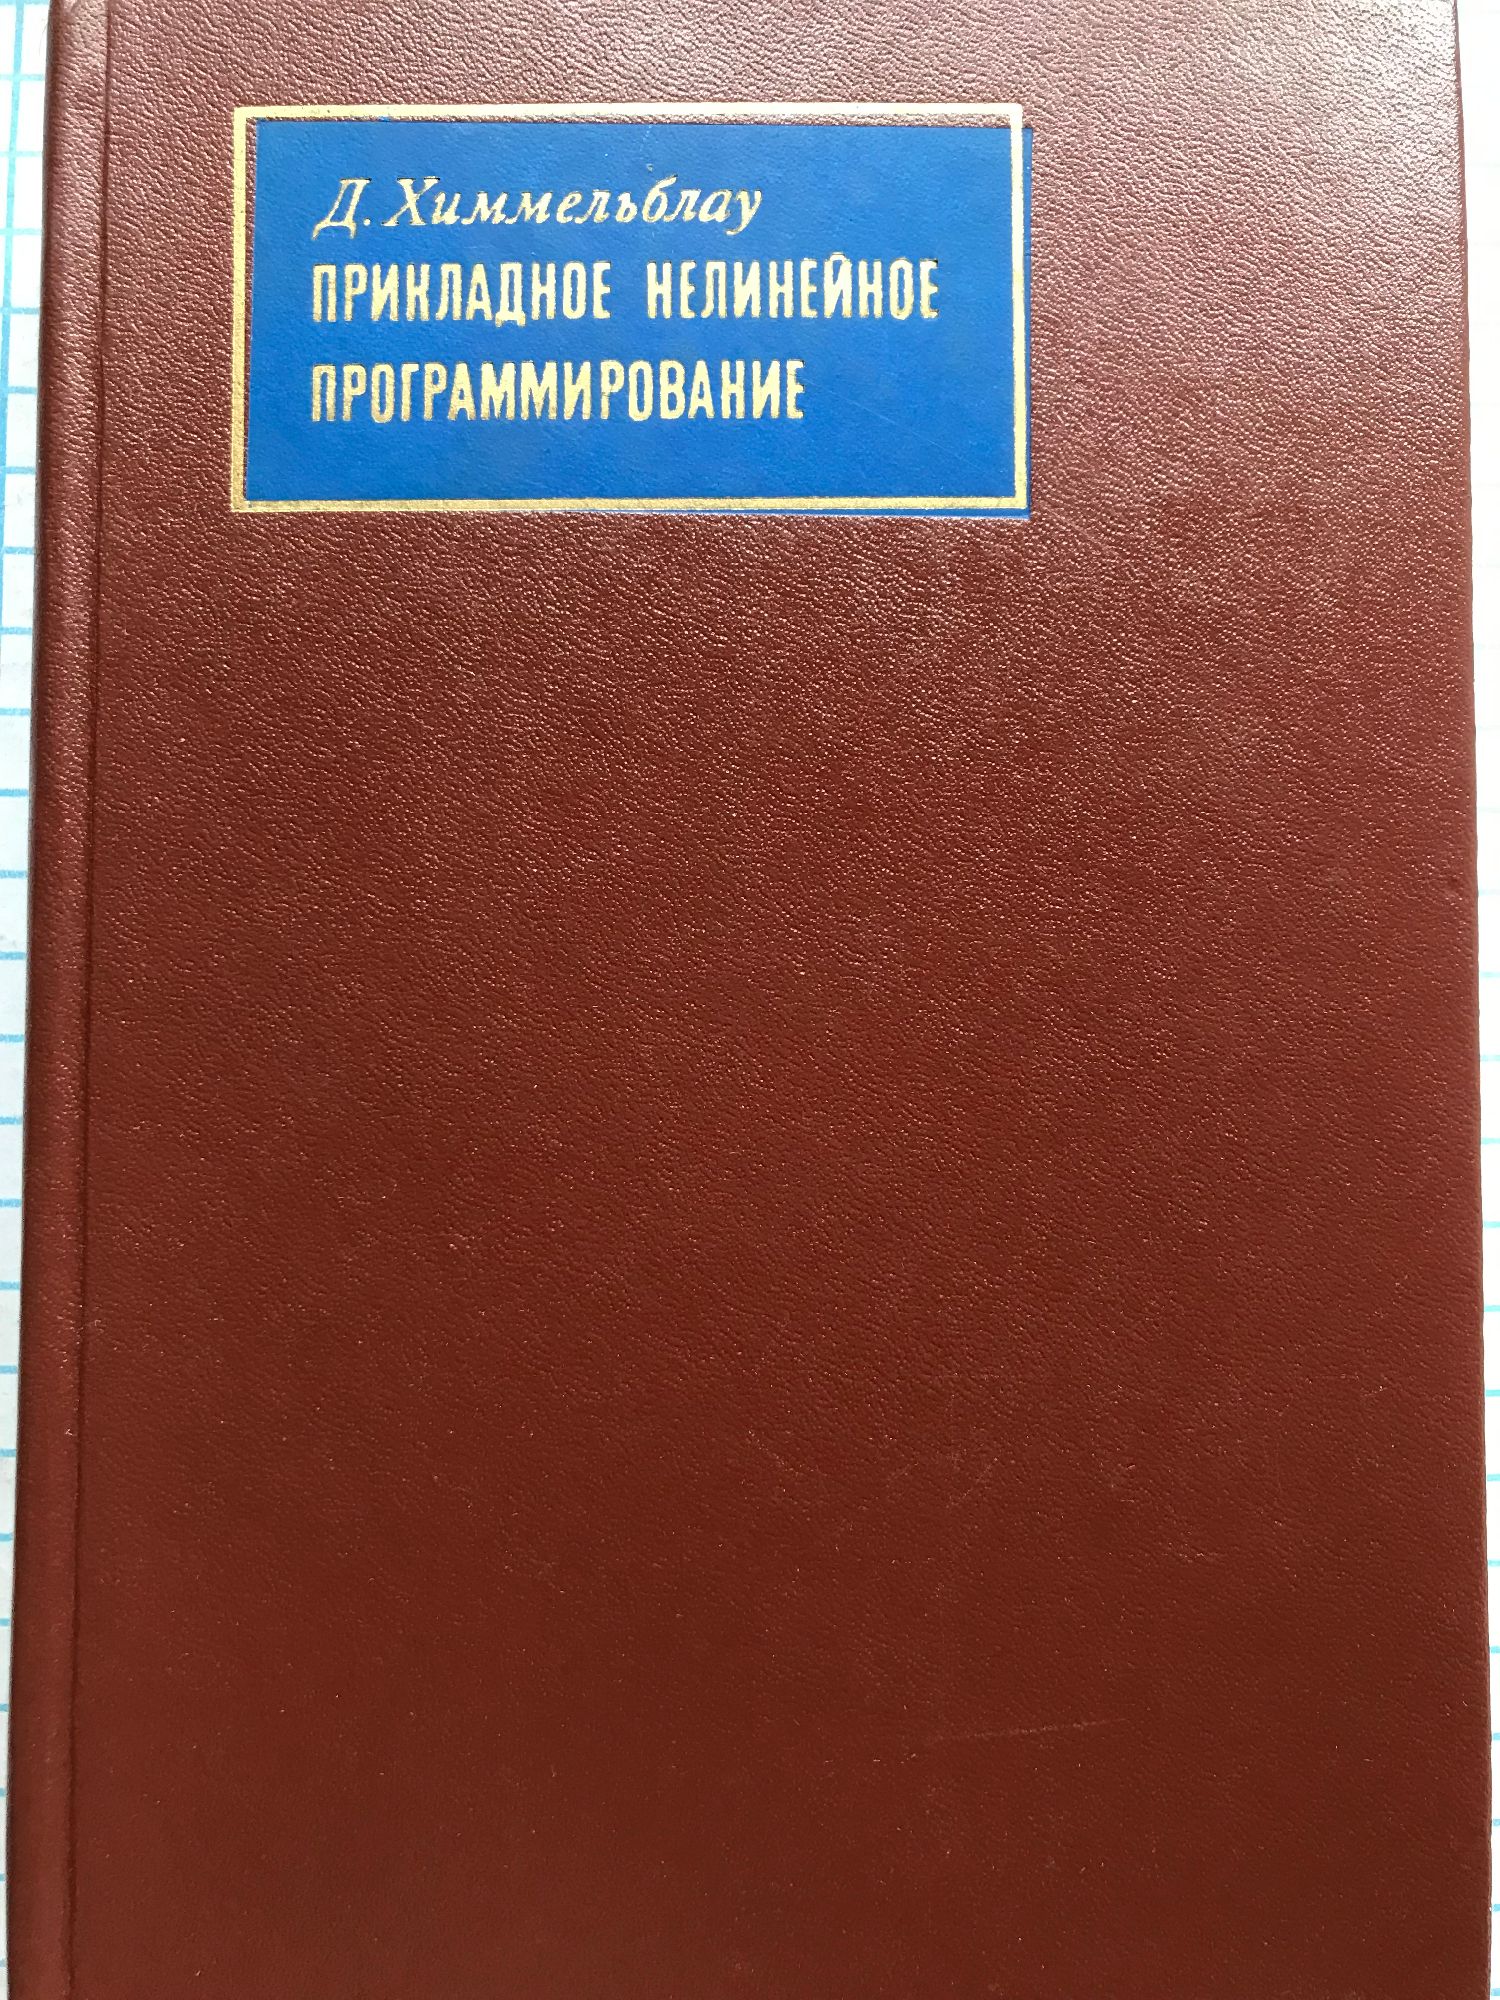 Д. Химмельблау
ПРИКЛАДНОЕ НЕЛИНЕЙНОЕ
ПРОГРАММИРОВАНИЕ